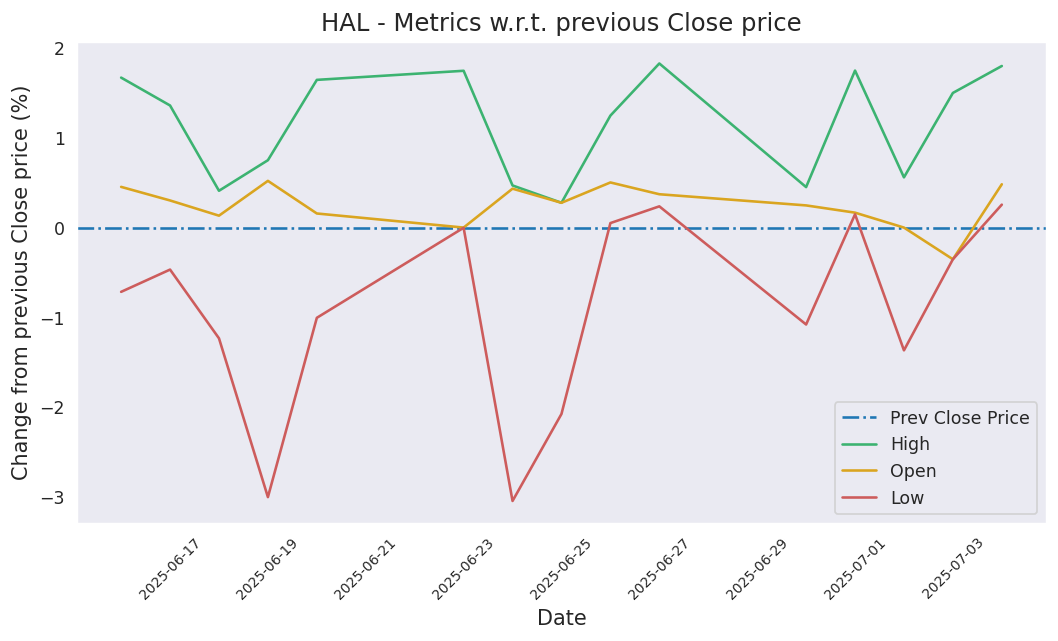 HAL - Metrics w.r.t. previous Close price
Change from previous Close price (%)
2
1
0
−1
−2
−3
Prev Close Price
High
Open
Low
2025-06-17
2025-06-19
2025-06-21
2025-06-23
2025-06-25
2025-06-27
2025-06-29
2025-07-01
2025-07-03
Date